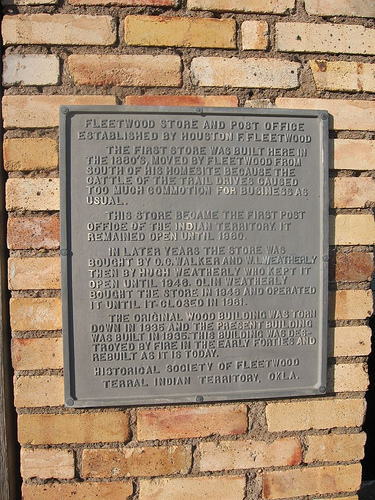 FLEETWOOD STORE AND POST OFFICE
ESTABLISHED BY HOUSTON F. FLEETWOOD
THE FIRST STORE WAS BUILT HERE IN
THE 1880'S, MOVED BY FLEETWOOD FROM
SOUTH OF HIS HOMESITE BECAUSE THE
CATTLE OF THE TRAIL DRIVES CAUSED
TOO MUCH COMMOTION FOR BUSINESS AS
USUAL.
THIS STORE BECAME THE FIRST POST
OFFICE OF THE INDIAN TERRITORY. IT
REMAINED OPEN UNTIL 1960.
IN LATER YEARS THE STORE WAS
BOUGHT BY O.D. WALKER AND W.L. WEATHERLY
THEN BY HUGH WEATHERLY WHO KEPT IT
OPEN UNTIL 1948. OLIN WEATHERLY
BOUGHT THE STORE IN 1948 AND OPERATED
IT UNTIL IT CLOSED IN 1981.
THE ORIGINAL WOOD BUILDING WAS TORN
DOWN IN 1935 AND THE PRESENT BUILDING
WAS BUILT IN 1935. THIS BUILDING WAS DES-
TROYED BY FIRE IN THE EARLY FORTIES AND
REBUILT AS IT IS TODAY.
HISTORICAL SOCIETY OF FLEETWOOD
TERRAL INDIAN TERRITORY, OKLA.